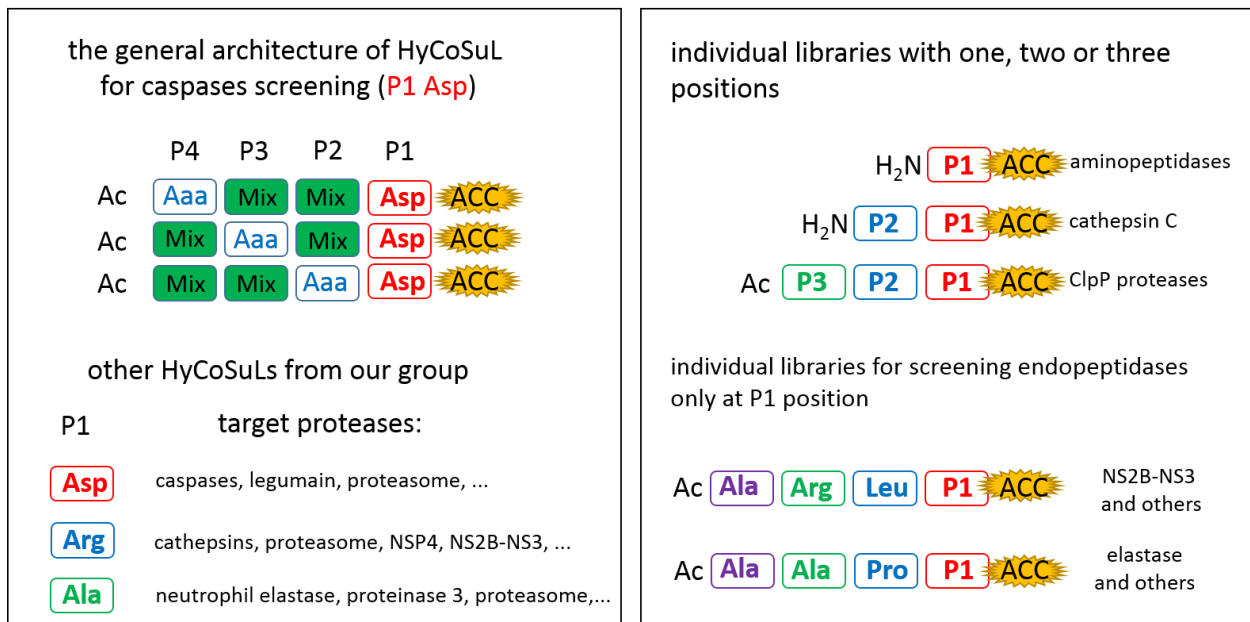 the general architecture of HyCoSuL
for caspases screening (P1 Asp)
P4 P3 P2 P1
Ac Aaa Mix Mix Asp ACC
Ac Mix Aaa Mix Asp ACC
Ac Mix Mix Aaa Asp ACC
other HyCoSuLs from our group
P1 target proteases:
Asp caspases, legumain, proteasome, ...
Arg cathepsins, proteasome, NSP4, NS2B-NS3, ...
Ala neutrophil elastase, proteinase 3, proteasome,...
individual libraries with one, two or three
positions
H₂N P1 ACC aminopeptidases
H₂N P2 P1 ACC cathepsin C
Ac P3 P2 P1 ACC ClpP proteases
individual libraries for screening endopeptidases
only at P1 position
Ac Ala Arg Leu P1 ACC NS2B-NS3
and others
Ac Ala Ala Pro P1 ACC elastase
and others